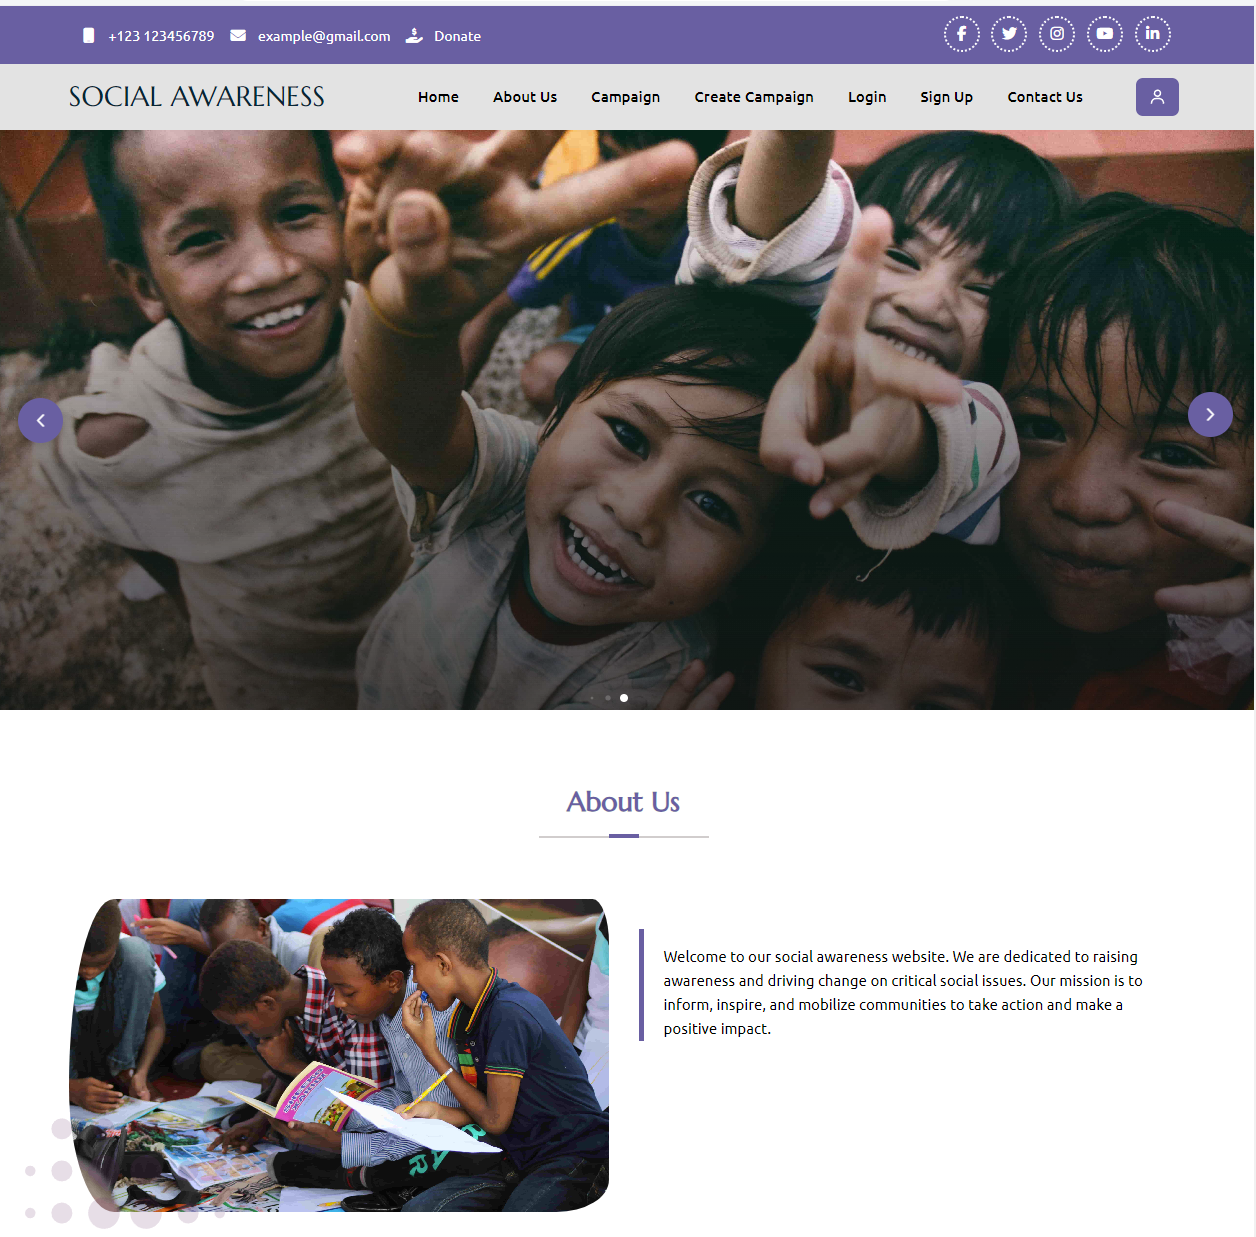 +123 123456789 example@gmail.com Donate
SOCIAL AWARENESS Home About Us Campaign Create Campaign Login Sign Up Contact Us
About Us
Welcome to our social awareness website. We are dedicated to raising
awareness and driving change on critical social issues. Our mission is to
inform, inspire, and mobilize communities to take action and make a
positive impact.